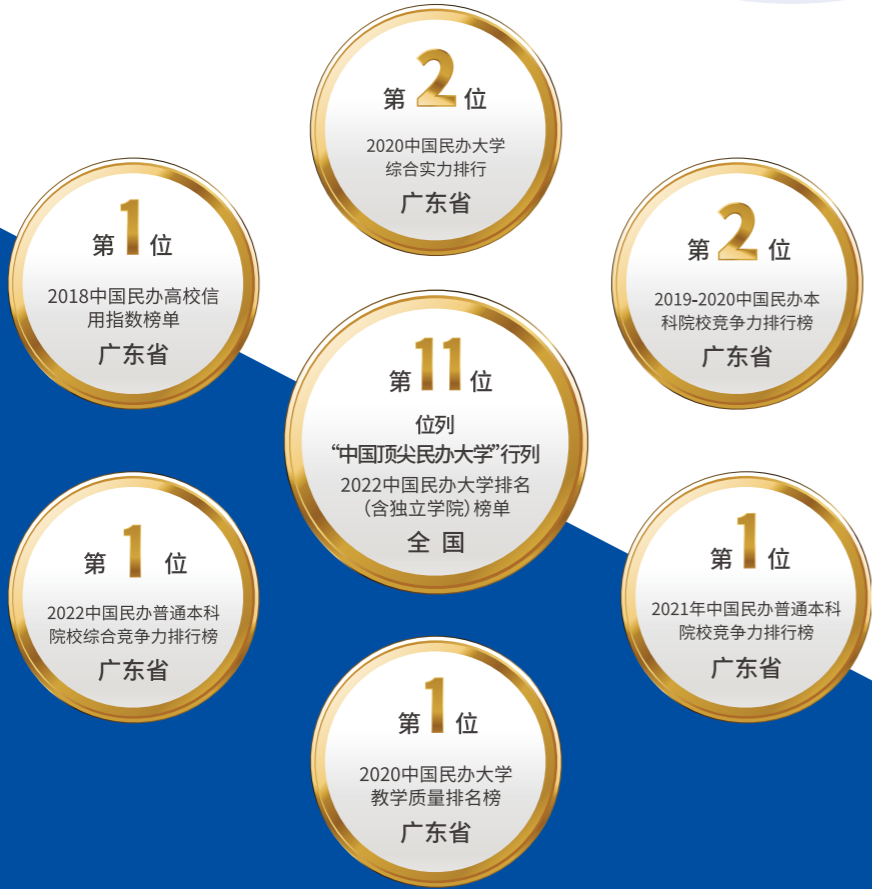 第2位
2020中国民办大学
综合实力排行
广东省
第1位
2018中国民办高校信
用指数榜单
广东省
第2位
2019-2020中国民办本
科院校竞争力排行榜
广东省
第11位
位列
“中国顶尖民办大学”行列
2022中国民办大学排名
（含独立学院）榜单
全 国
第1位
2022中国民办普通本科
院校综合竞争力排行榜
广东省
第1位
2021年中国民办普通本科
院校竞争力排行榜
广东省
第1位
2020中国民办大学
教学质量排名榜
广东省